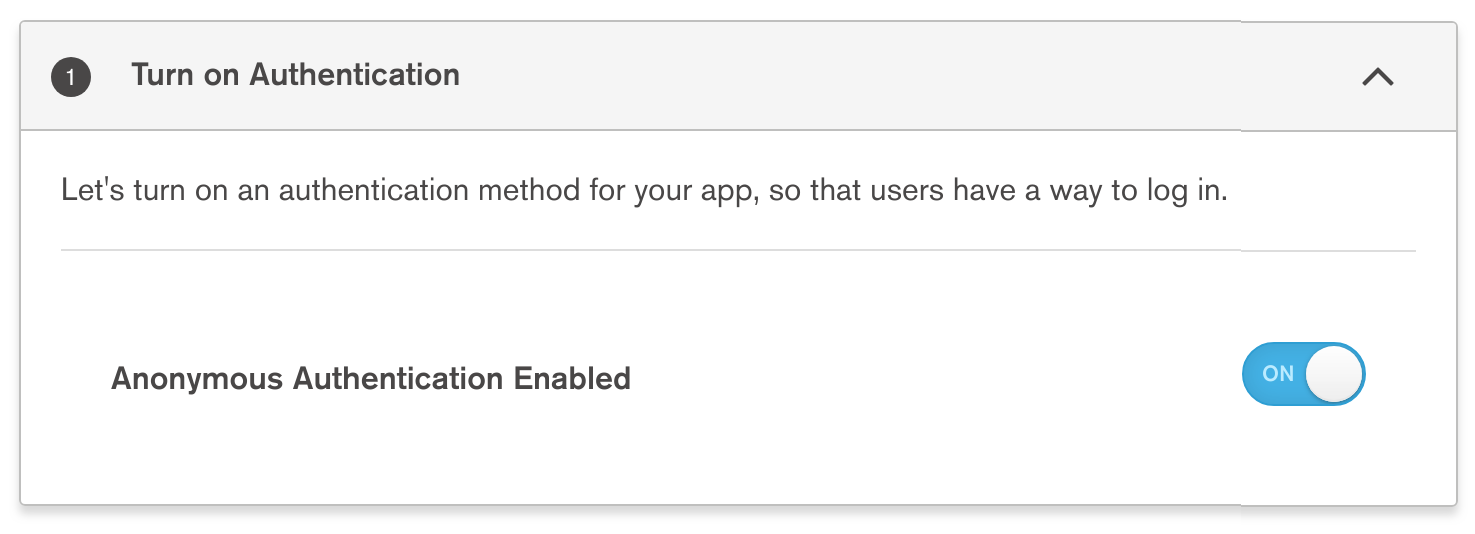 1 Turn on Authentication
Let's turn on an authentication method for your app, so that users have a way to log in.
Anonymous Authentication Enabled ON